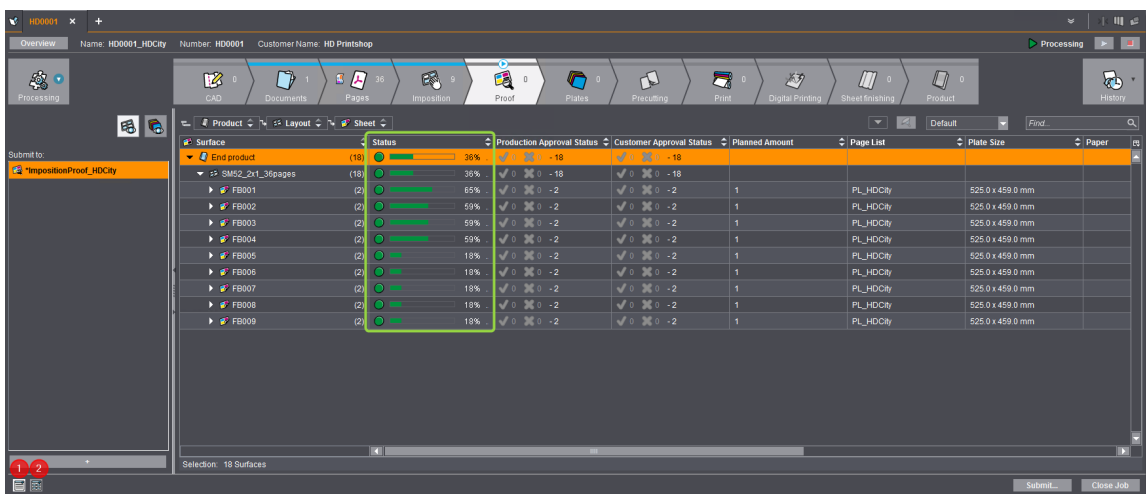 HD0001 × +
Overview Name: HD0001_HDCity Number: HD0001 Customer Name: HD Printshop Processing
Processing
0 CAD
1 Documents
36 Pages
9 Imposition
0 Proof
0 Plates
Precutting
0 Print
Digital Printing
0 Sheet finishing
0 Product
History
Product Layout Sheet Default Find...
Surface Status Production Approval Status Customer Approval Status Planned Amount Page List Plate Size Paper
Submit to:
*ImpositionProof_HDCity
End product (18) 36% 0 0 - 18 0 0 - 18
SM52_2x1_36pages (18) 36% 0 0 - 18 0 0 - 18
FB001 (2) 65% 0 0 - 2 0 0 - 2 1 PL_HDCity 525.0 x 459.0 mm
FB002 (2) 59% 0 0 - 2 0 0 - 2 1 PL_HDCity 525.0 x 459.0 mm
FB003 (2) 59% 0 0 - 2 0 0 - 2 1 PL_HDCity 525.0 x 459.0 mm
FB004 (2) 59% 0 0 - 2 0 0 - 2 1 PL_HDCity 525.0 x 459.0 mm
FB005 (2) 18% 0 0 - 2 0 0 - 2 1 PL_HDCity 525.0 x 459.0 mm
FB006 (2) 18% 0 0 - 2 0 0 - 2 1 PL_HDCity 525.0 x 459.0 mm
FB007 (2) 18% 0 0 - 2 0 0 - 2 1 PL_HDCity 525.0 x 459.0 mm
FB008 (2) 18% 0 0 - 2 0 0 - 2 1 PL_HDCity 525.0 x 459.0 mm
FB009 (2) 18% 0 0 - 2 0 0 - 2 1 PL_HDCity 525.0 x 459.0 mm
Selection: 18 Surfaces
1 2
Submit... Close Job